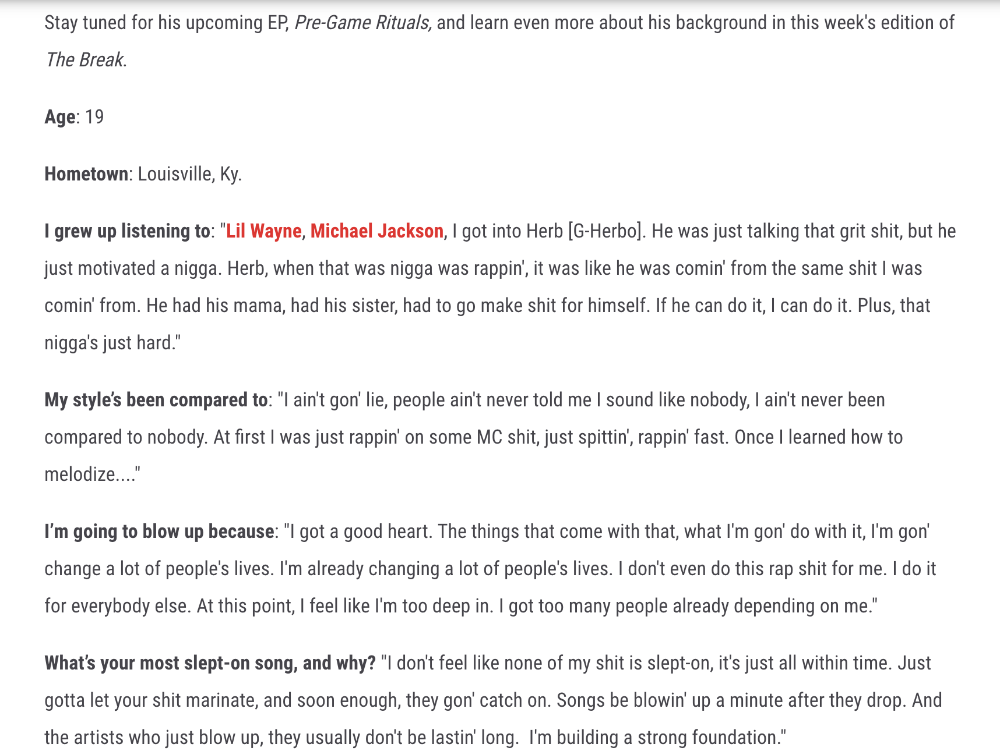 Stay tuned for his upcoming EP, Pre-Game Rituals, and learn even more about his background in this week's edition of
The Break.
Age: 19
Hometown: Louisville, Ky.
I grew up listening to: "Lil Wayne, Michael Jackson, I got into Herb [G-Herbo]. He was just talking that grit shit, but he
just motivated a nigga. Herb, when that was nigga was rappin', it was like he was comin' from the same shit I was
comin' from. He had his mama, had his sister, had to go make shit for himself. If he can do it, I can do it. Plus, that
nigga's just hard."
My style’s been compared to: "I ain't gon' lie, people ain't never told me I sound like nobody, I ain't never been
compared to nobody. At first I was just rappin' on some MC shit, just spittin', rappin' fast. Once I learned how to
melodize...."
I’m going to blow up because: "I got a good heart. The things that come with that, what I'm gon' do with it, I'm gon'
change a lot of people's lives. I'm already changing a lot of people's lives. I don't even do this rap shit for me. I do it
for everybody else. At this point, I feel like I'm too deep in. I got too many people already depending on me."
What’s your most slept-on song, and why? "I don't feel like none of my shit is slept-on, it's just all within time. Just
gotta let your shit marinate, and soon enough, they gon' catch on. Songs be blowin' up a minute after they drop. And
the artists who just blow up, they usually don't be lastin' long.  I'm building a strong foundation."